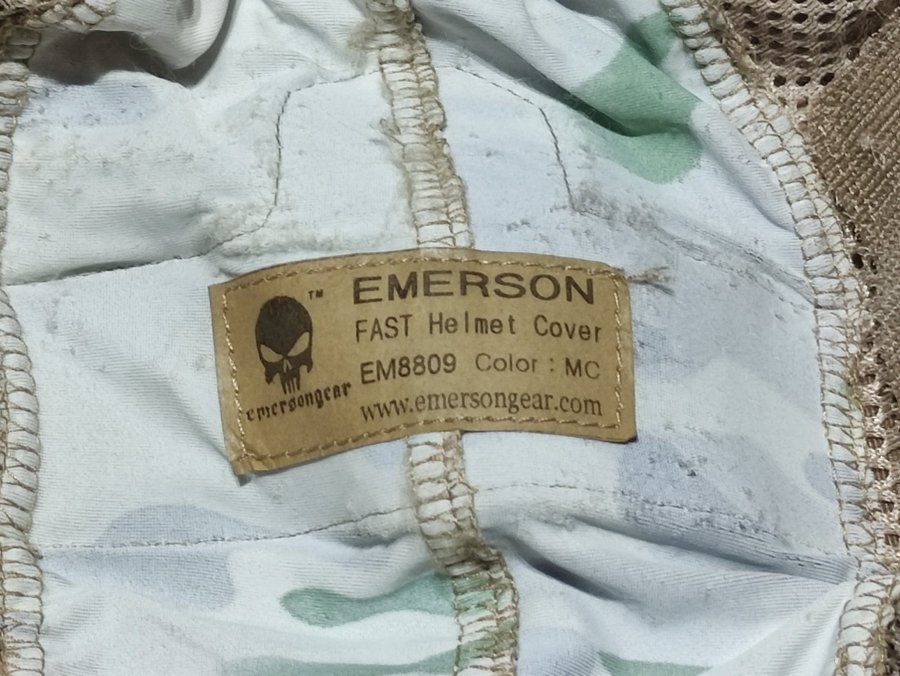 TM
EMERSON
FAST Helmet Cover
EM8809 Color : MC
emersongear
www.emersongear.com